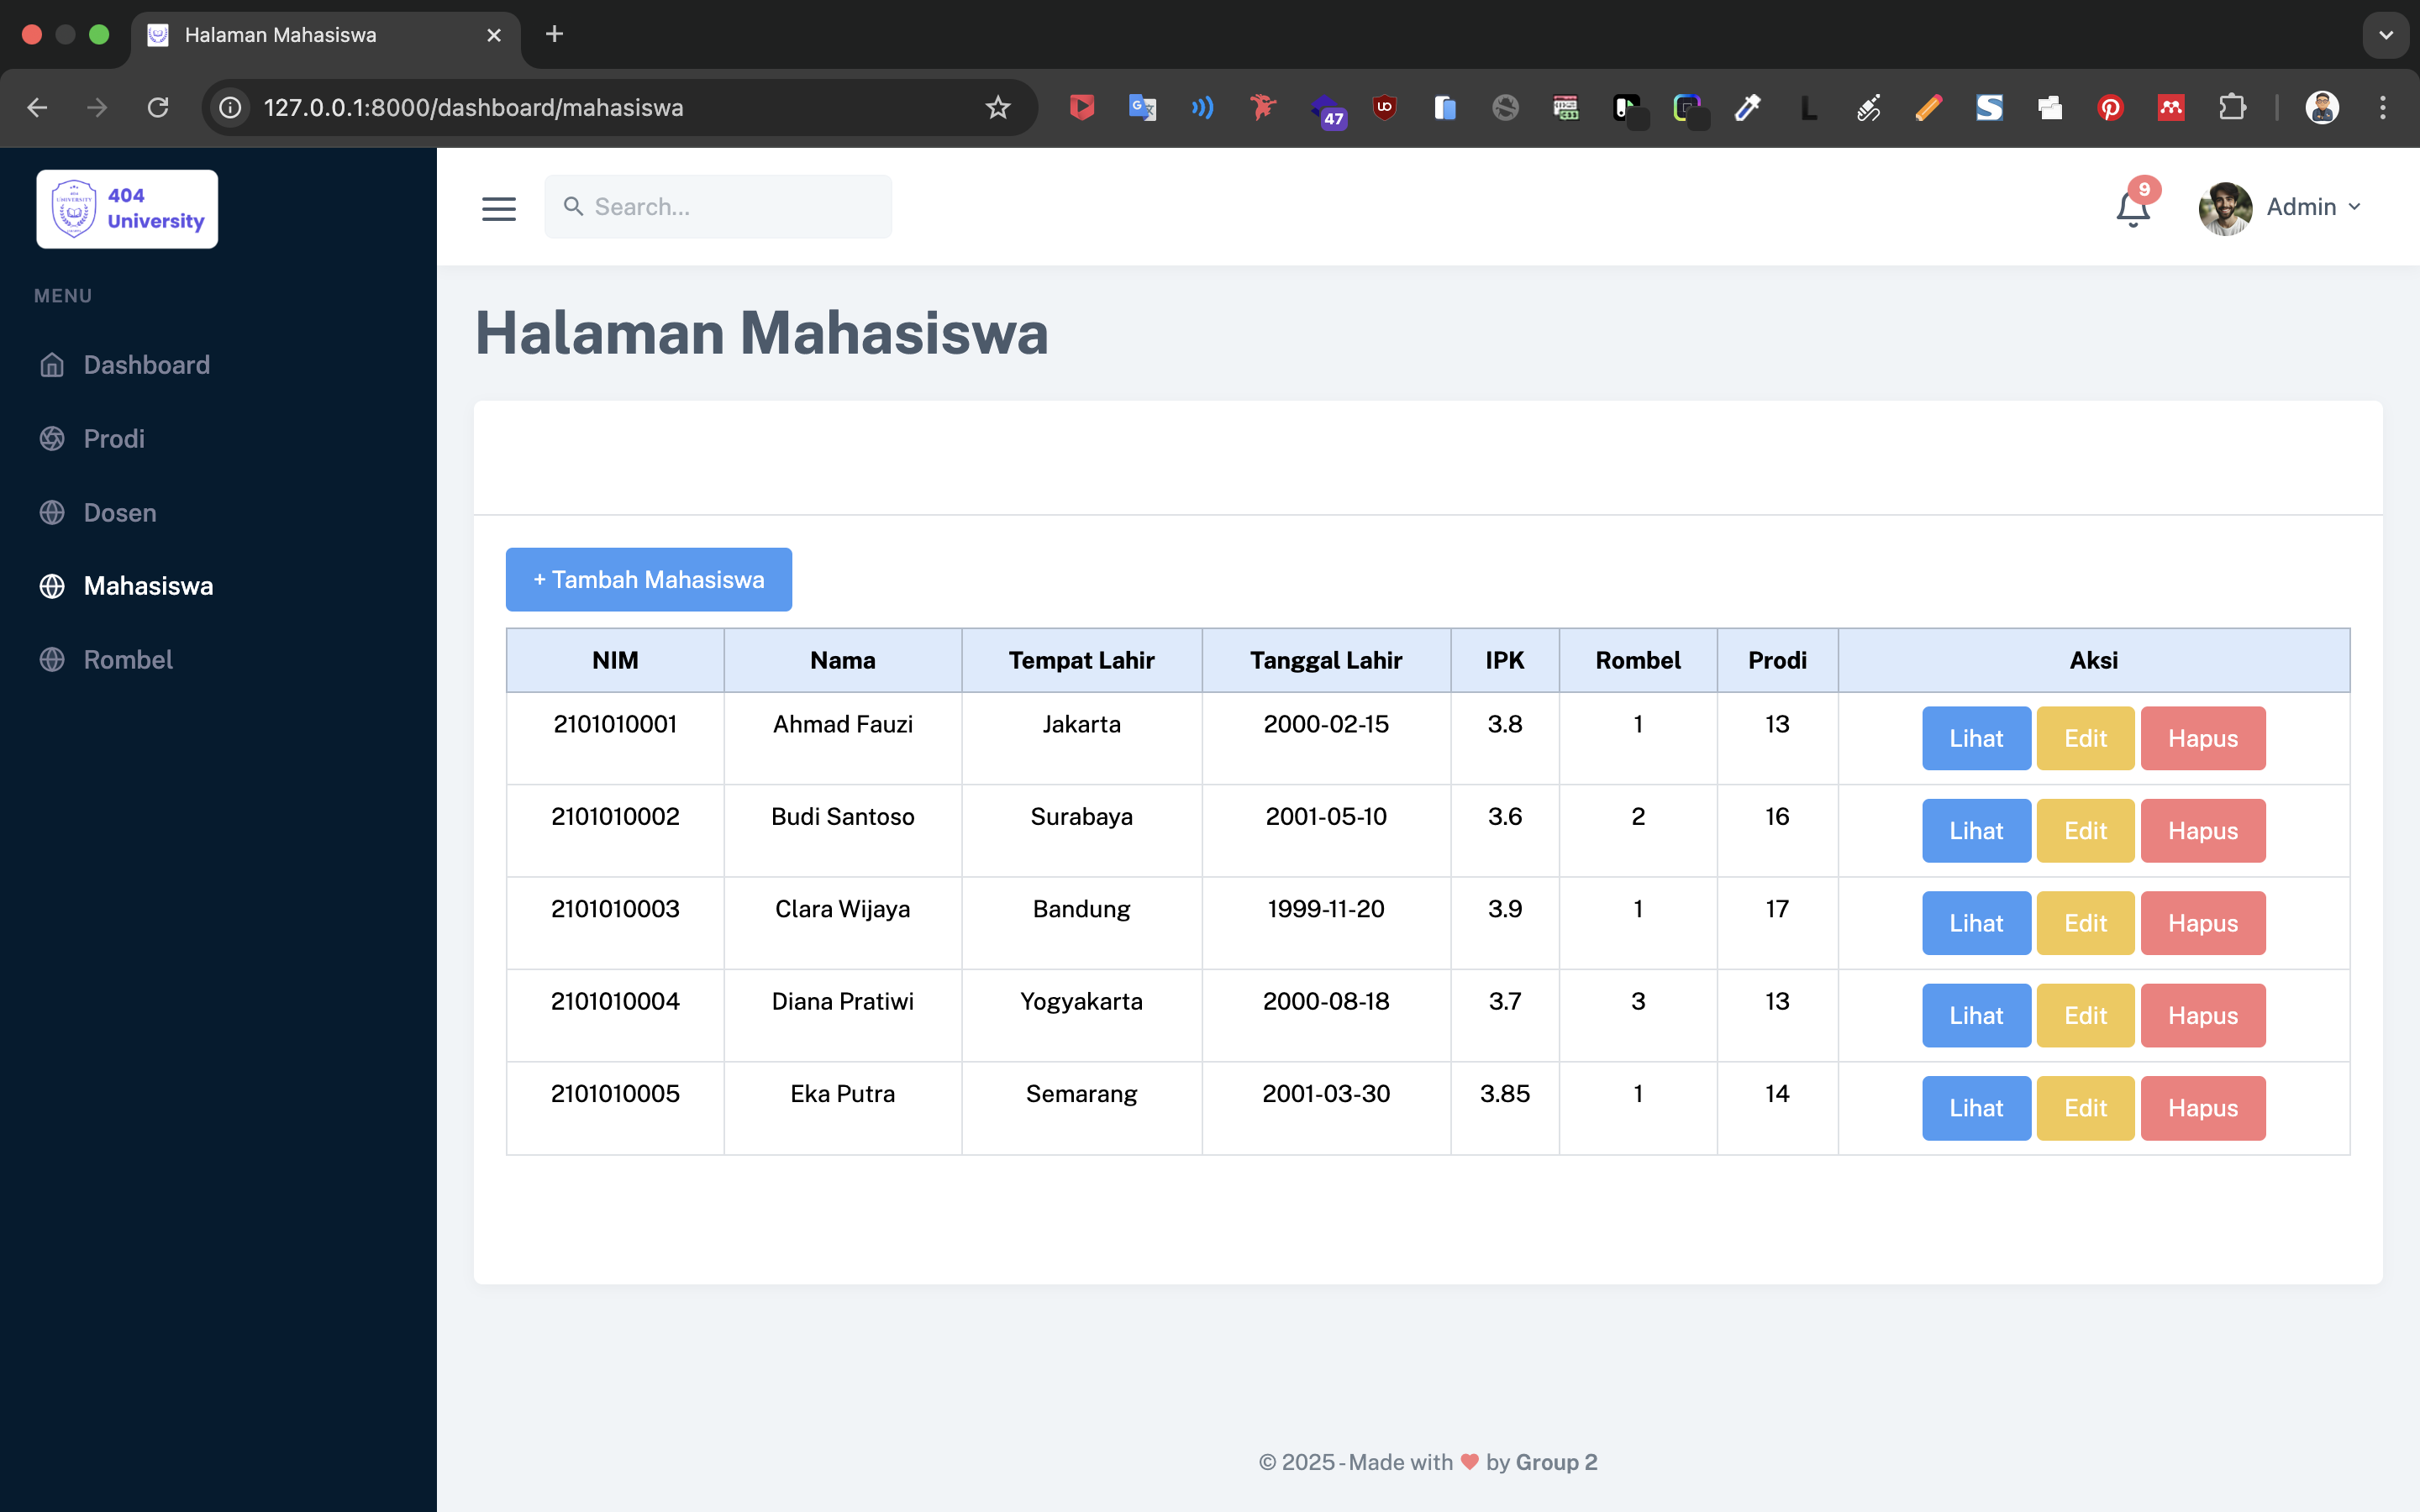 Halaman Mahasiswa
127.0.0.1:8000/dashboard/mahasiswa
47
404
University
Search...
9
Admin
MENU
Dashboard
Prodi
Dosen
Mahasiswa
Rombel
Halaman Mahasiswa
+ Tambah Mahasiswa
NIM Nama Tempat Lahir Tanggal Lahir IPK Rombel Prodi Aksi
2101010001 Ahmad Fauzi Jakarta 2000-02-15 3.8 1 13 Lihat Edit Hapus
2101010002 Budi Santoso Surabaya 2001-05-10 3.6 2 16 Lihat Edit Hapus
2101010003 Clara Wijaya Bandung 1999-11-20 3.9 1 17 Lihat Edit Hapus
2101010004 Diana Pratiwi Yogyakarta 2000-08-18 3.7 3 13 Lihat Edit Hapus
2101010005 Eka Putra Semarang 2001-03-30 3.85 1 14 Lihat Edit Hapus
© 2025 - Made with ❤ by Group 2